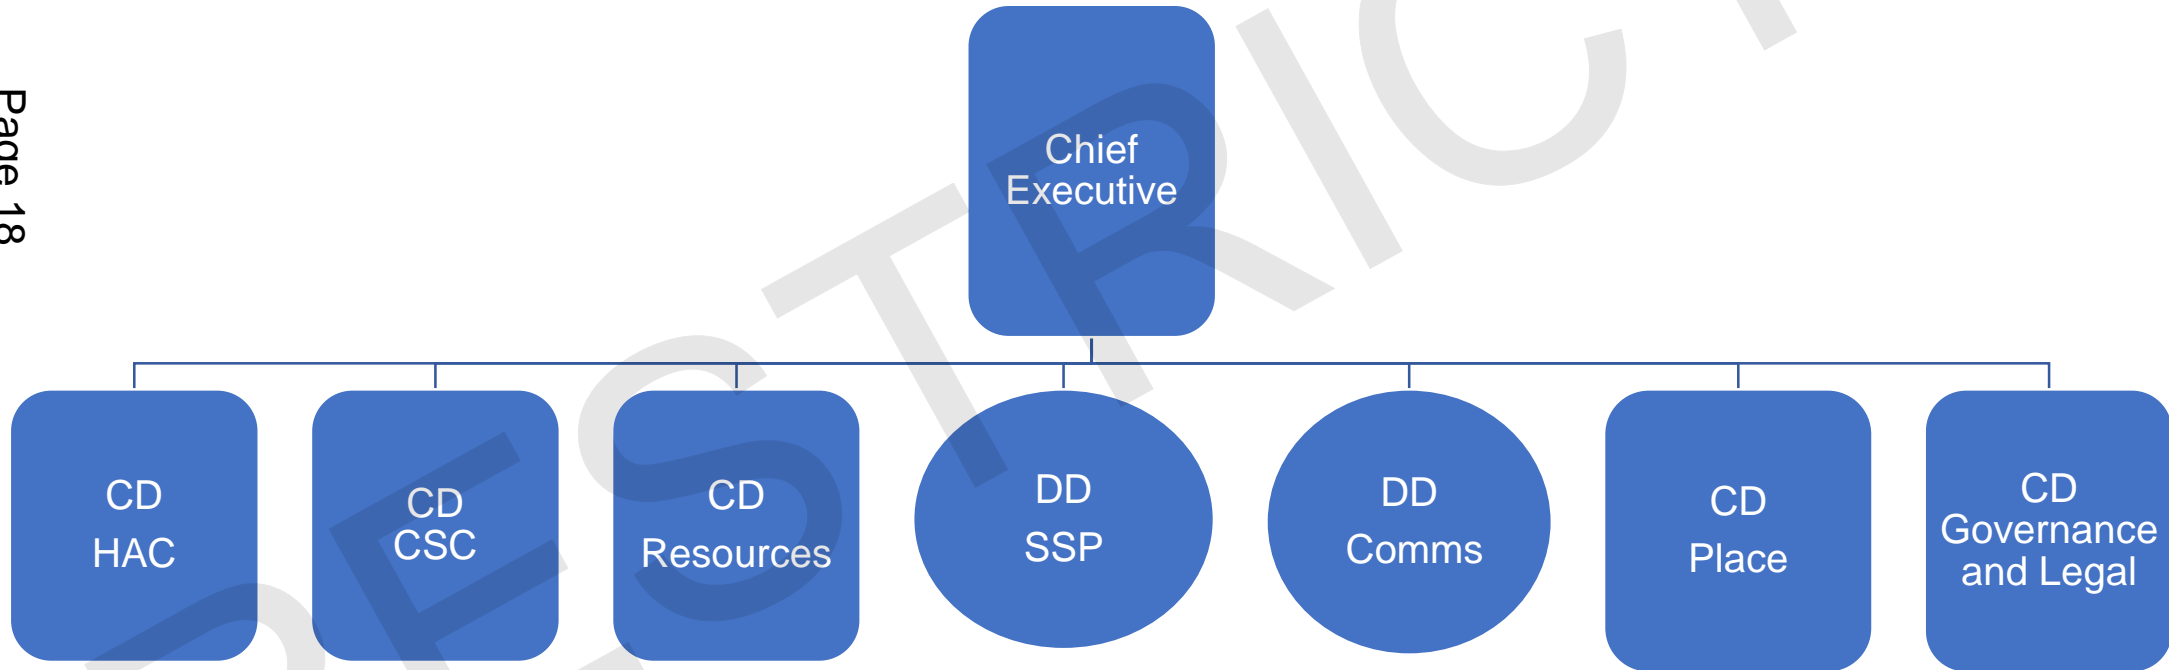 Page 18
Chief
Executive
CD
HAC
CD
CSC
CD
Resources
DD
SSP
DD
Comms
CD
Place
CD
Governance
and Legal
RESTRICT